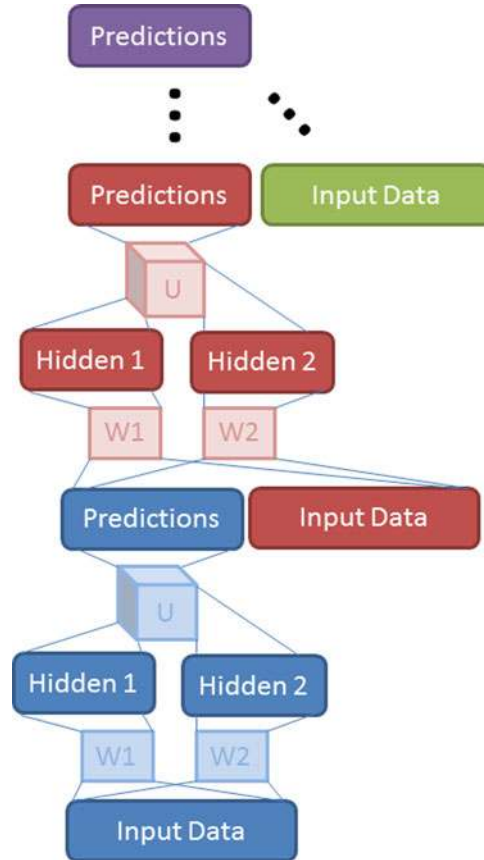 Predictions
Predictions Input Data
U
Hidden 1 Hidden 2
W1 W2
Predictions Input Data
U
Hidden 1 Hidden 2
W1 W2
Input Data